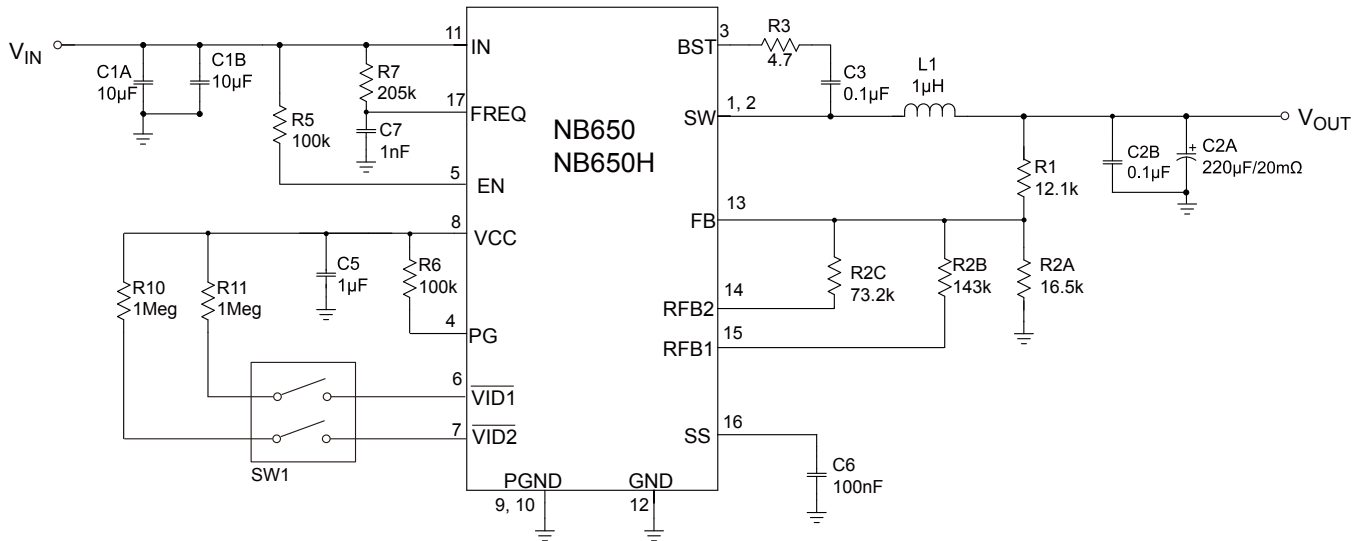 V_IN
C1A
10µF
C1B
10µF
R5
100k
R7
205k
C7
1nF
11
IN
17
FREQ
5
EN
8
VCC
R10
1Meg
R11
1Meg
C5
1µF
R6
100k
4
PG
6
VID1
7
VID2
SW1
NB650
NB650H
PGND
9, 10
GND
12
3
BST
R3
4.7
C3
0.1µF
L1
1µH
1, 2
SW
V_OUT
C2B
0.1µF
+
C2A
220µF/20mΩ
R1
12.1k
13
FB
R2C
73.2k
R2B
143k
R2A
16.5k
14
RFB2
15
RFB1
16
SS
C6
100nF